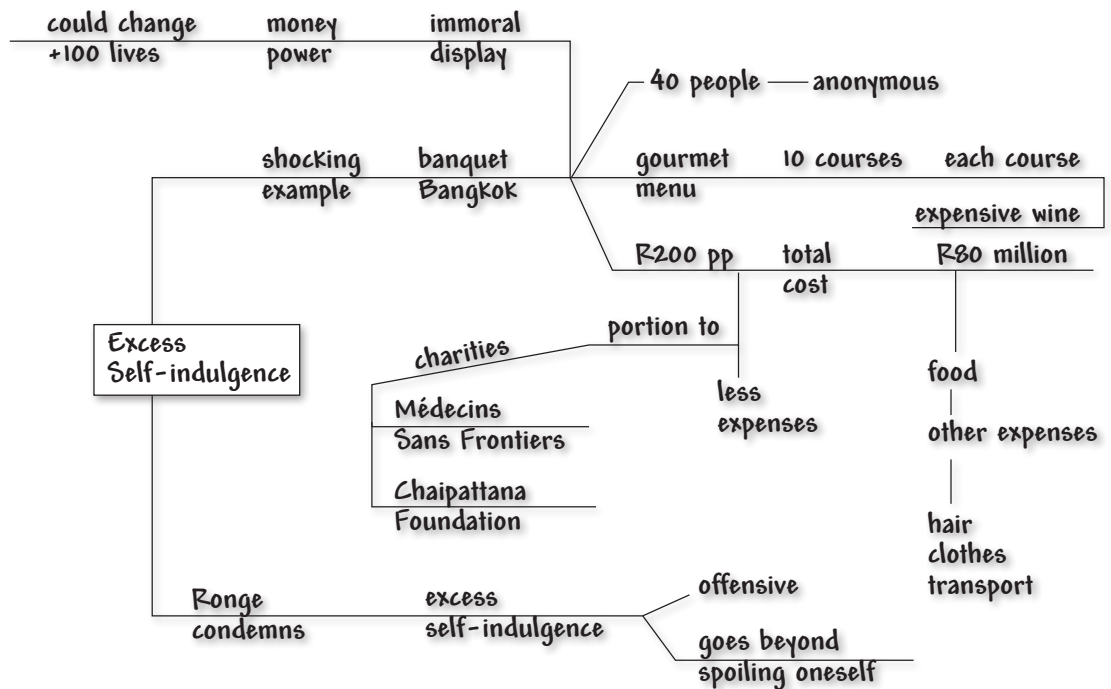 could change
+100 lives
money
power
immoral
display
40 people
anonymous
shocking
example
banquet
Bangkok
gourmet
menu
10 courses
each course
expensive wine
R200 pp
total
cost
R80 million
portion to
charities
Excess
Self-indulgence
less
expenses
food
Médecins
Sans Frontiers
other expenses
Chaipattana
Foundation
hair
clothes
transport
Ronge
condemns
excess
self-indulgence
offensive
goes beyond
spoiling oneself